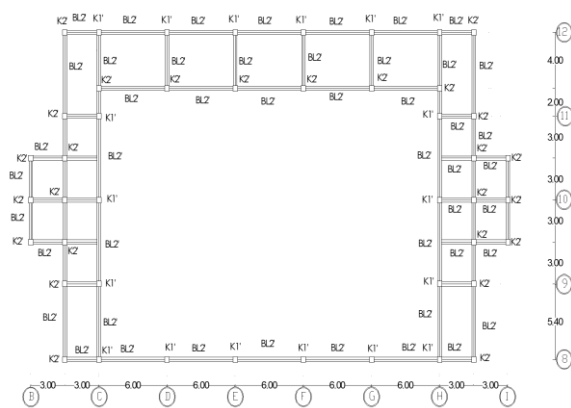 K2' BL2' K1' BL2' K1' BL2' K1' BL2' K1' BL2' K1' BL2' K1' BL2' K2' 12
BL2' BL2' BL2' BL2' BL2' BL2' BL2' BL2' BL2' 4.00
K2' K2' K2' K2' K2' K2'
BL2' BL2' BL2' BL2' BL2' 2.00
K2' K1' K1' K2' 11
BL2' BL2' 3.00
BL2' K2'
K2' K2' BL2' BL2' BL2' BL2' K2'
BL2' 3.00
K2' K2' K1' K1' K2' K2' 10
BL2' BL2' BL2' 3.00
K2' K2' BL2' BL2' K2' K2'
BL2' BL2' BL2' BL2' 3.00
K2' K1' K1' K2' 9
BL2' BL2' BL2' BL2' 5.40
BL2' K1' BL2' K1' BL2' K1' BL2' K1' BL2' K1' BL2' K1' BL2'
K2' K2' 8
3.00 3.00 6.00 6.00 6.00 6.00 6.00 3.00 3.00
B C D E F G H I